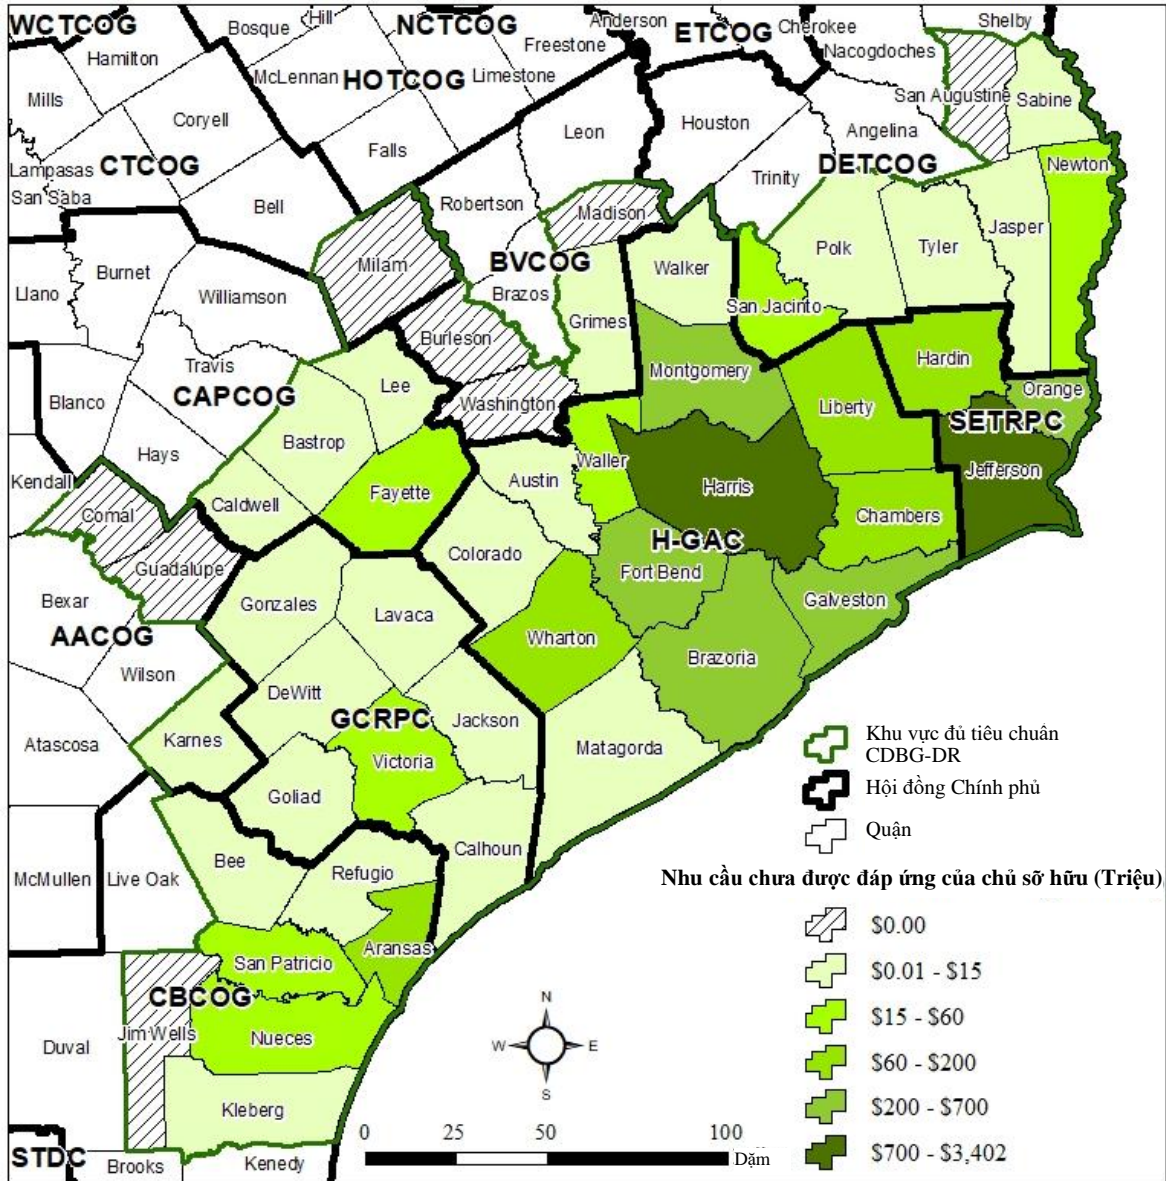 WCTCOG
Hill
Bosque
NCTCOG
Anderson
ETCOG
Cherokee
Shelby
Hamilton
Freestone
Nacogdoches
McLennan
HOTCOG
Limestone
Mills
San Augustine
Sabine
Coryell
Leon
Houston
Angelina
Falls
Lampasas
CTCOG
DETCOG
Newton
San Saba
Trinity
Bell
Robertson
Madison
Jasper
Milam
BVCOG
Walker
Polk
Tyler
Burnet
Llano
Williamson
Brazos
San Jacinto
Grimes
Burleson
Hardin
Travis
Montgomery
Lee
Orange
CAPCOG
Blanco
Washington
Liberty
SETRPC
Bastrop
Hays
Waller
Jefferson
Kendall
Austin
Harris
Fayette
Caldwell
Comal
Chambers
H-GAC
Colorado
Guadalupe
Fort Bend
Bexar
Gonzales
Lavaca
Galveston
AACOG
Wharton
Brazoria
Wilson
DeWitt
GCRPC
Jackson
Atascosa
Karnes
Matagorda
Victoria
Goliad
Calhoun
Bee
Refugio
McMullen
Live Oak
Aransas
San Patricio
CBCOG
Jim Wells
Nueces
Duval
Kleberg
STDC
Brooks
Kenedy
Khu vực đủ tiêu chuẩn
CDBG-DR
Hội đồng Chính phủ
Quận
Nhu cầu chưa được đáp ứng của chủ sỡ hữu (Triệu)
$0.00
$0.01 - $15
$15 - $60
$60 - $200
$200 - $700
$700 - $3,402
N
W
E
S
0
25
50
100
Dặm